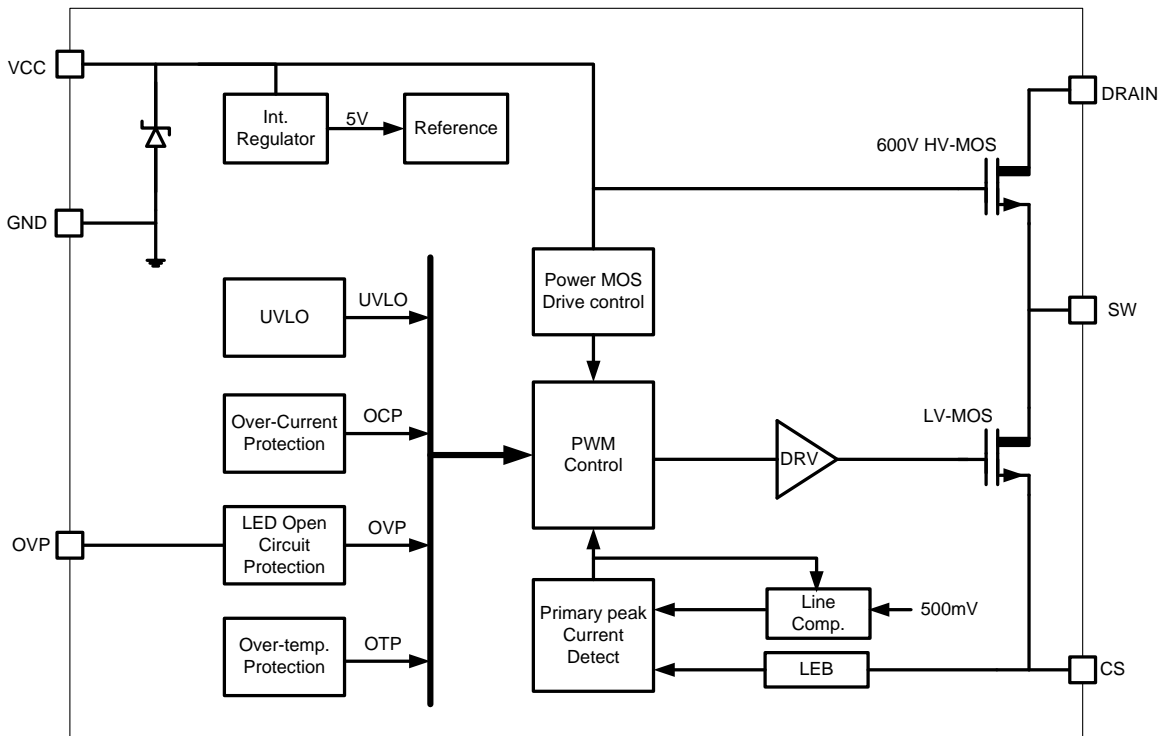 VCC
DRAIN
Int.
Regulator
5V
Reference
600V HV-MOS
GND
Power MOS
Drive control
UVLO
UVLO
SW
Over-Current
Protection
OCP
PWM
Control
DRV
LV-MOS
OVP
LED Open
Circuit
Protection
OVP
Primary peak
Current
Detect
Line
Comp.
500mV
Over-temp.
Protection
OTP
LEB
CS